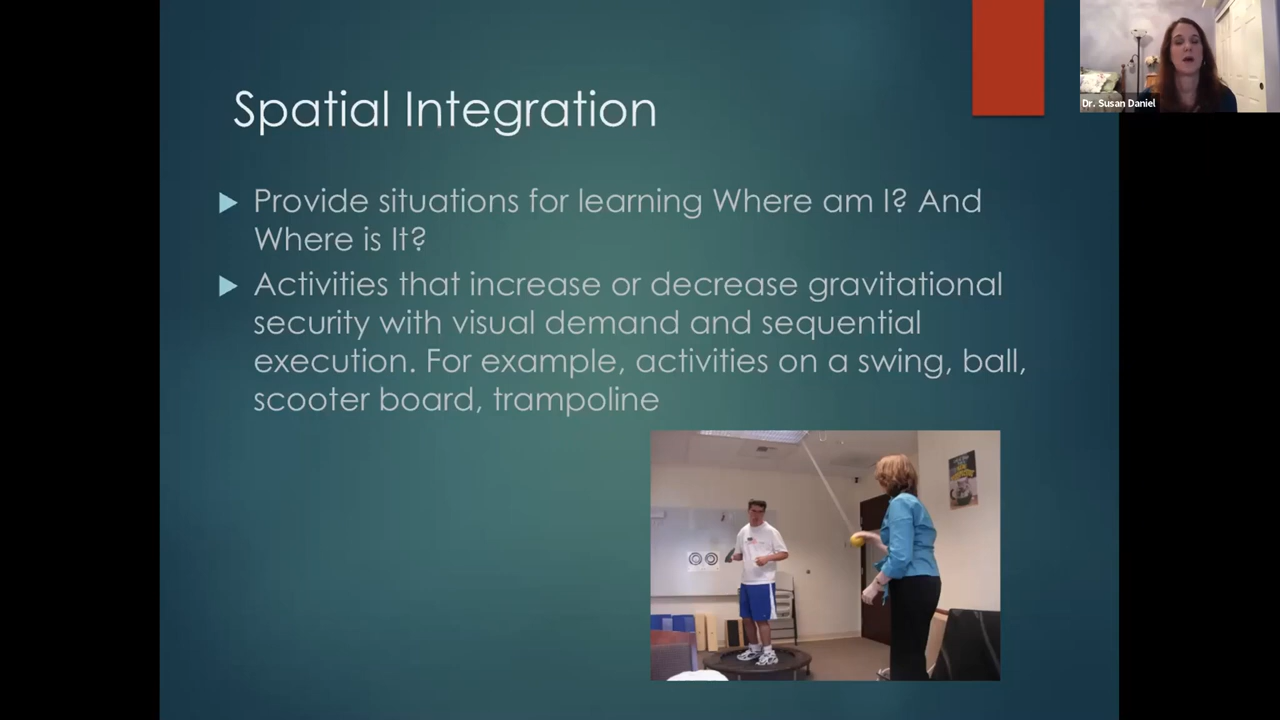 Spatial Integration
Provide situations for learning Where am I? And
Where is It?
Activities that increase or decrease gravitational
security with visual demand and sequential
execution. For example, activities on a swing, ball,
scooter board, trampoline
Dr. Susan Daniel